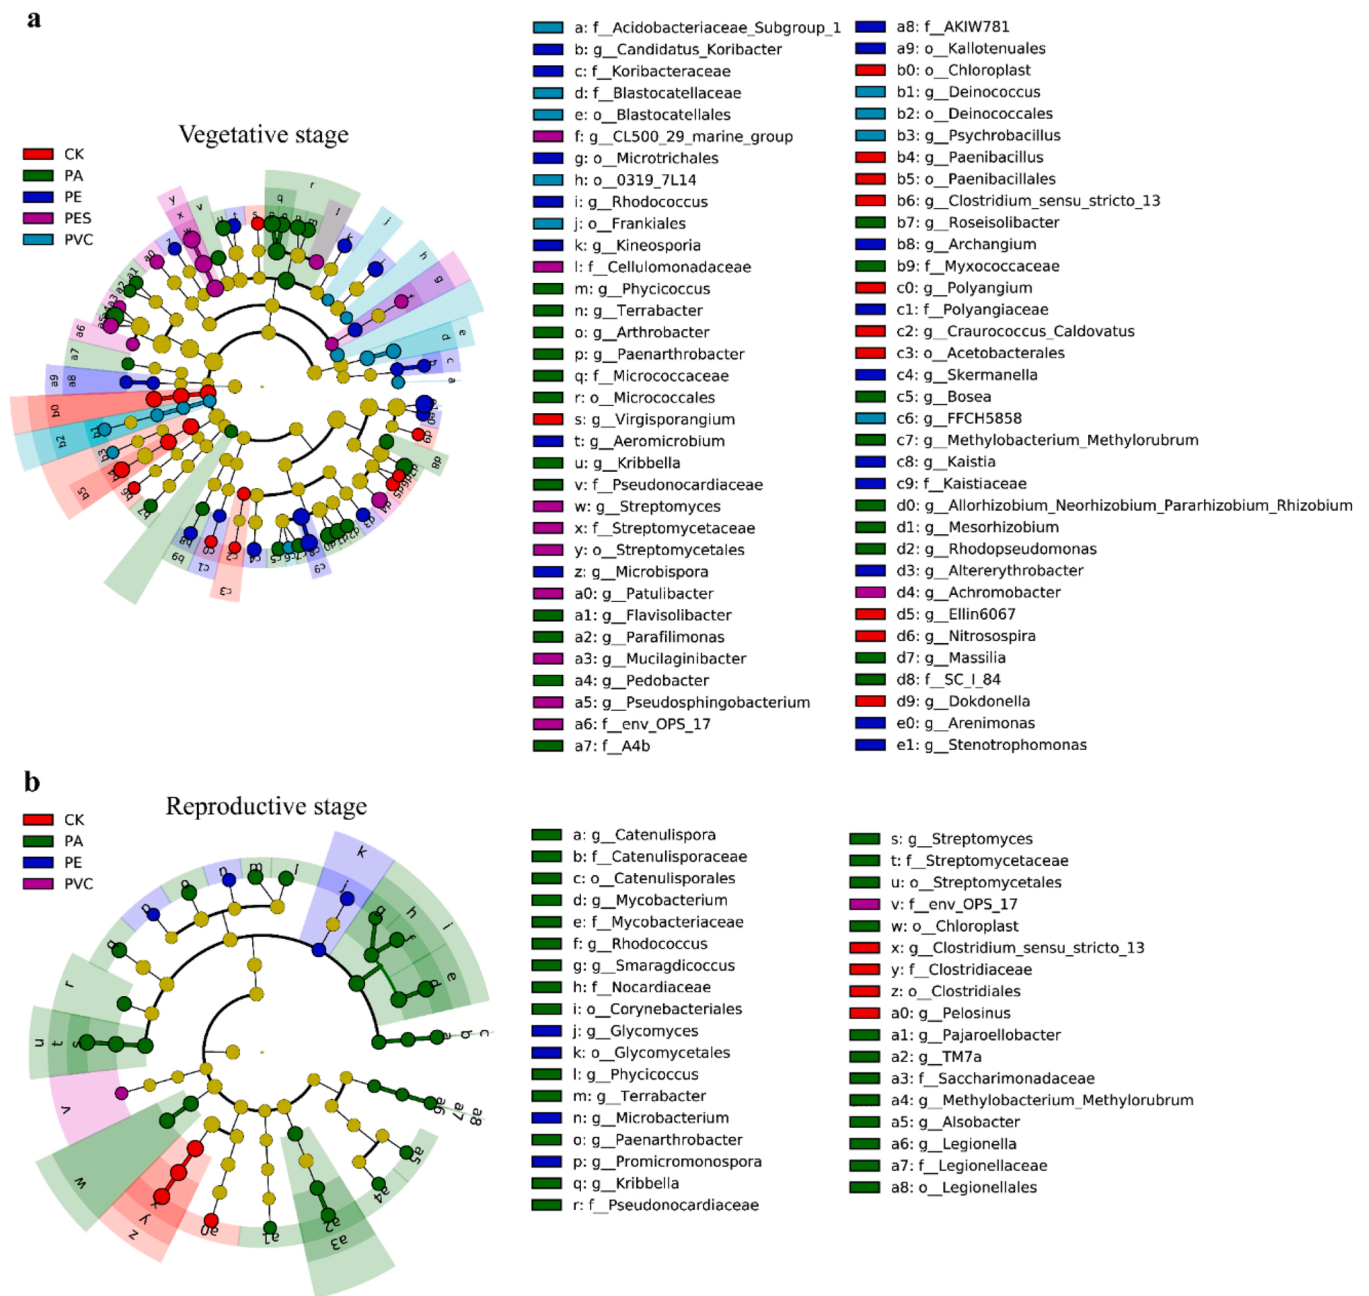 a
Vegetative stage
CK
PA
PE
PES
PVC
a: f__Acidobacteriaceae_Subgroup_1
b: g__Candidatus_Koribacter
c: f__Koribacteraceae
d: f__Blastocatellaceae
e: o__Blastocatellales
f: g__CL500_29_marine_group
g: o__Microtrichales
h: o__0319_7L14
i: g__Rhodococcus
j: o__Frankiales
k: g__Kineosporia
l: f__Cellulomonadaceae
m: g__Phycicoccus
n: g__Terrabacter
o: g__Arthrobacter
p: g__Paenarthrobacter
q: f__Micrococcaceae
r: o__Micrococcales
s: g__Virgisporangium
t: g__Aeromicrobium
u: g__Kribbella
v: f__Pseudonocardiaceae
w: g__Streptomyces
x: f__Streptomycetaceae
y: o__Streptomycetales
z: g__Microbispora
a0: g__Patulibacter
a1: g__Flavisolibacter
a2: g__Parafilimonas
a3: g__Mucilaginibacter
a4: g__Pedobacter
a5: g__Pseudosphingobacterium
a6: f__env_OPS_17
a7: f__A4b
a8: f__AKIW781
a9: o__Kallotenuales
b0: o__Chloroplast
b1: g__Deinococcus
b2: o__Deinococcales
b3: g__Psychrobacillus
b4: g__Paenibacillus
b5: o__Paenibacillales
b6: g__Clostridium_sensu_stricto_13
b7: g__Roseisolibacter
b8: g__Archangium
b9: f__Myxococcaceae
c0: g__Polyangium
c1: f__Polyangiaceae
c2: g__Craurococcus_Caldovatus
c3: o__Acetobacterales
c4: g__Skermanella
c5: g__Bosea
c6: g__FFCH5858
c7: g__Methylobacterium_Methylorubrum
c8: g__Kaistia
c9: f__Kaistiaceae
d0: g__Allorhizobium_Neorhizobium_Pararhizobium_Rhizobium
d1: g__Mesorhizobium
d2: g__Rhodopseudomonas
d3: g__Altererythrobacter
d4: g__Achromobacter
d5: g__Ellin6067
d6: g__Nitrosospira
d7: g__Massilia
d8: f__SC_I_84
d9: g__Dokdonella
e0: g__Arenimonas
e1: g__Stenotrophomonas
b
Reproductive stage
CK
PA
PE
PVC
a: g__Catenulispora
b: f__Catenulisporaceae
c: o__Catenulisporales
d: g__Mycobacterium
e: f__Mycobacteriaceae
f: g__Rhodococcus
g: g__Smaragdicoccus
h: f__Nocardiaceae
i: o__Corynebacteriales
j: g__Glycomyces
k: o__Glycomycetales
l: g__Phycicoccus
m: g__Terrabacter
n: g__Microbacterium
o: g__Paenarthrobacter
p: g__Promicromonospora
q: g__Kribbella
r: f__Pseudonocardiaceae
s: g__Streptomyces
t: f__Streptomycetaceae
u: o__Streptomycetales
v: f__env_OPS_17
w: o__Chloroplast
x: g__Clostridium_sensu_stricto_13
y: f__Clostridiaceae
z: o__Clostridiales
a0: g__Pelosinus
a1: g__Pajaroellobacter
a2: g__TM7a
a3: f__Saccharimonadaceae
a4: g__Methylobacterium_Methylorubrum
a5: g__Alsobacter
a6: g__Legionella
a7: f__Legionellaceae
a8: o__Legionellales